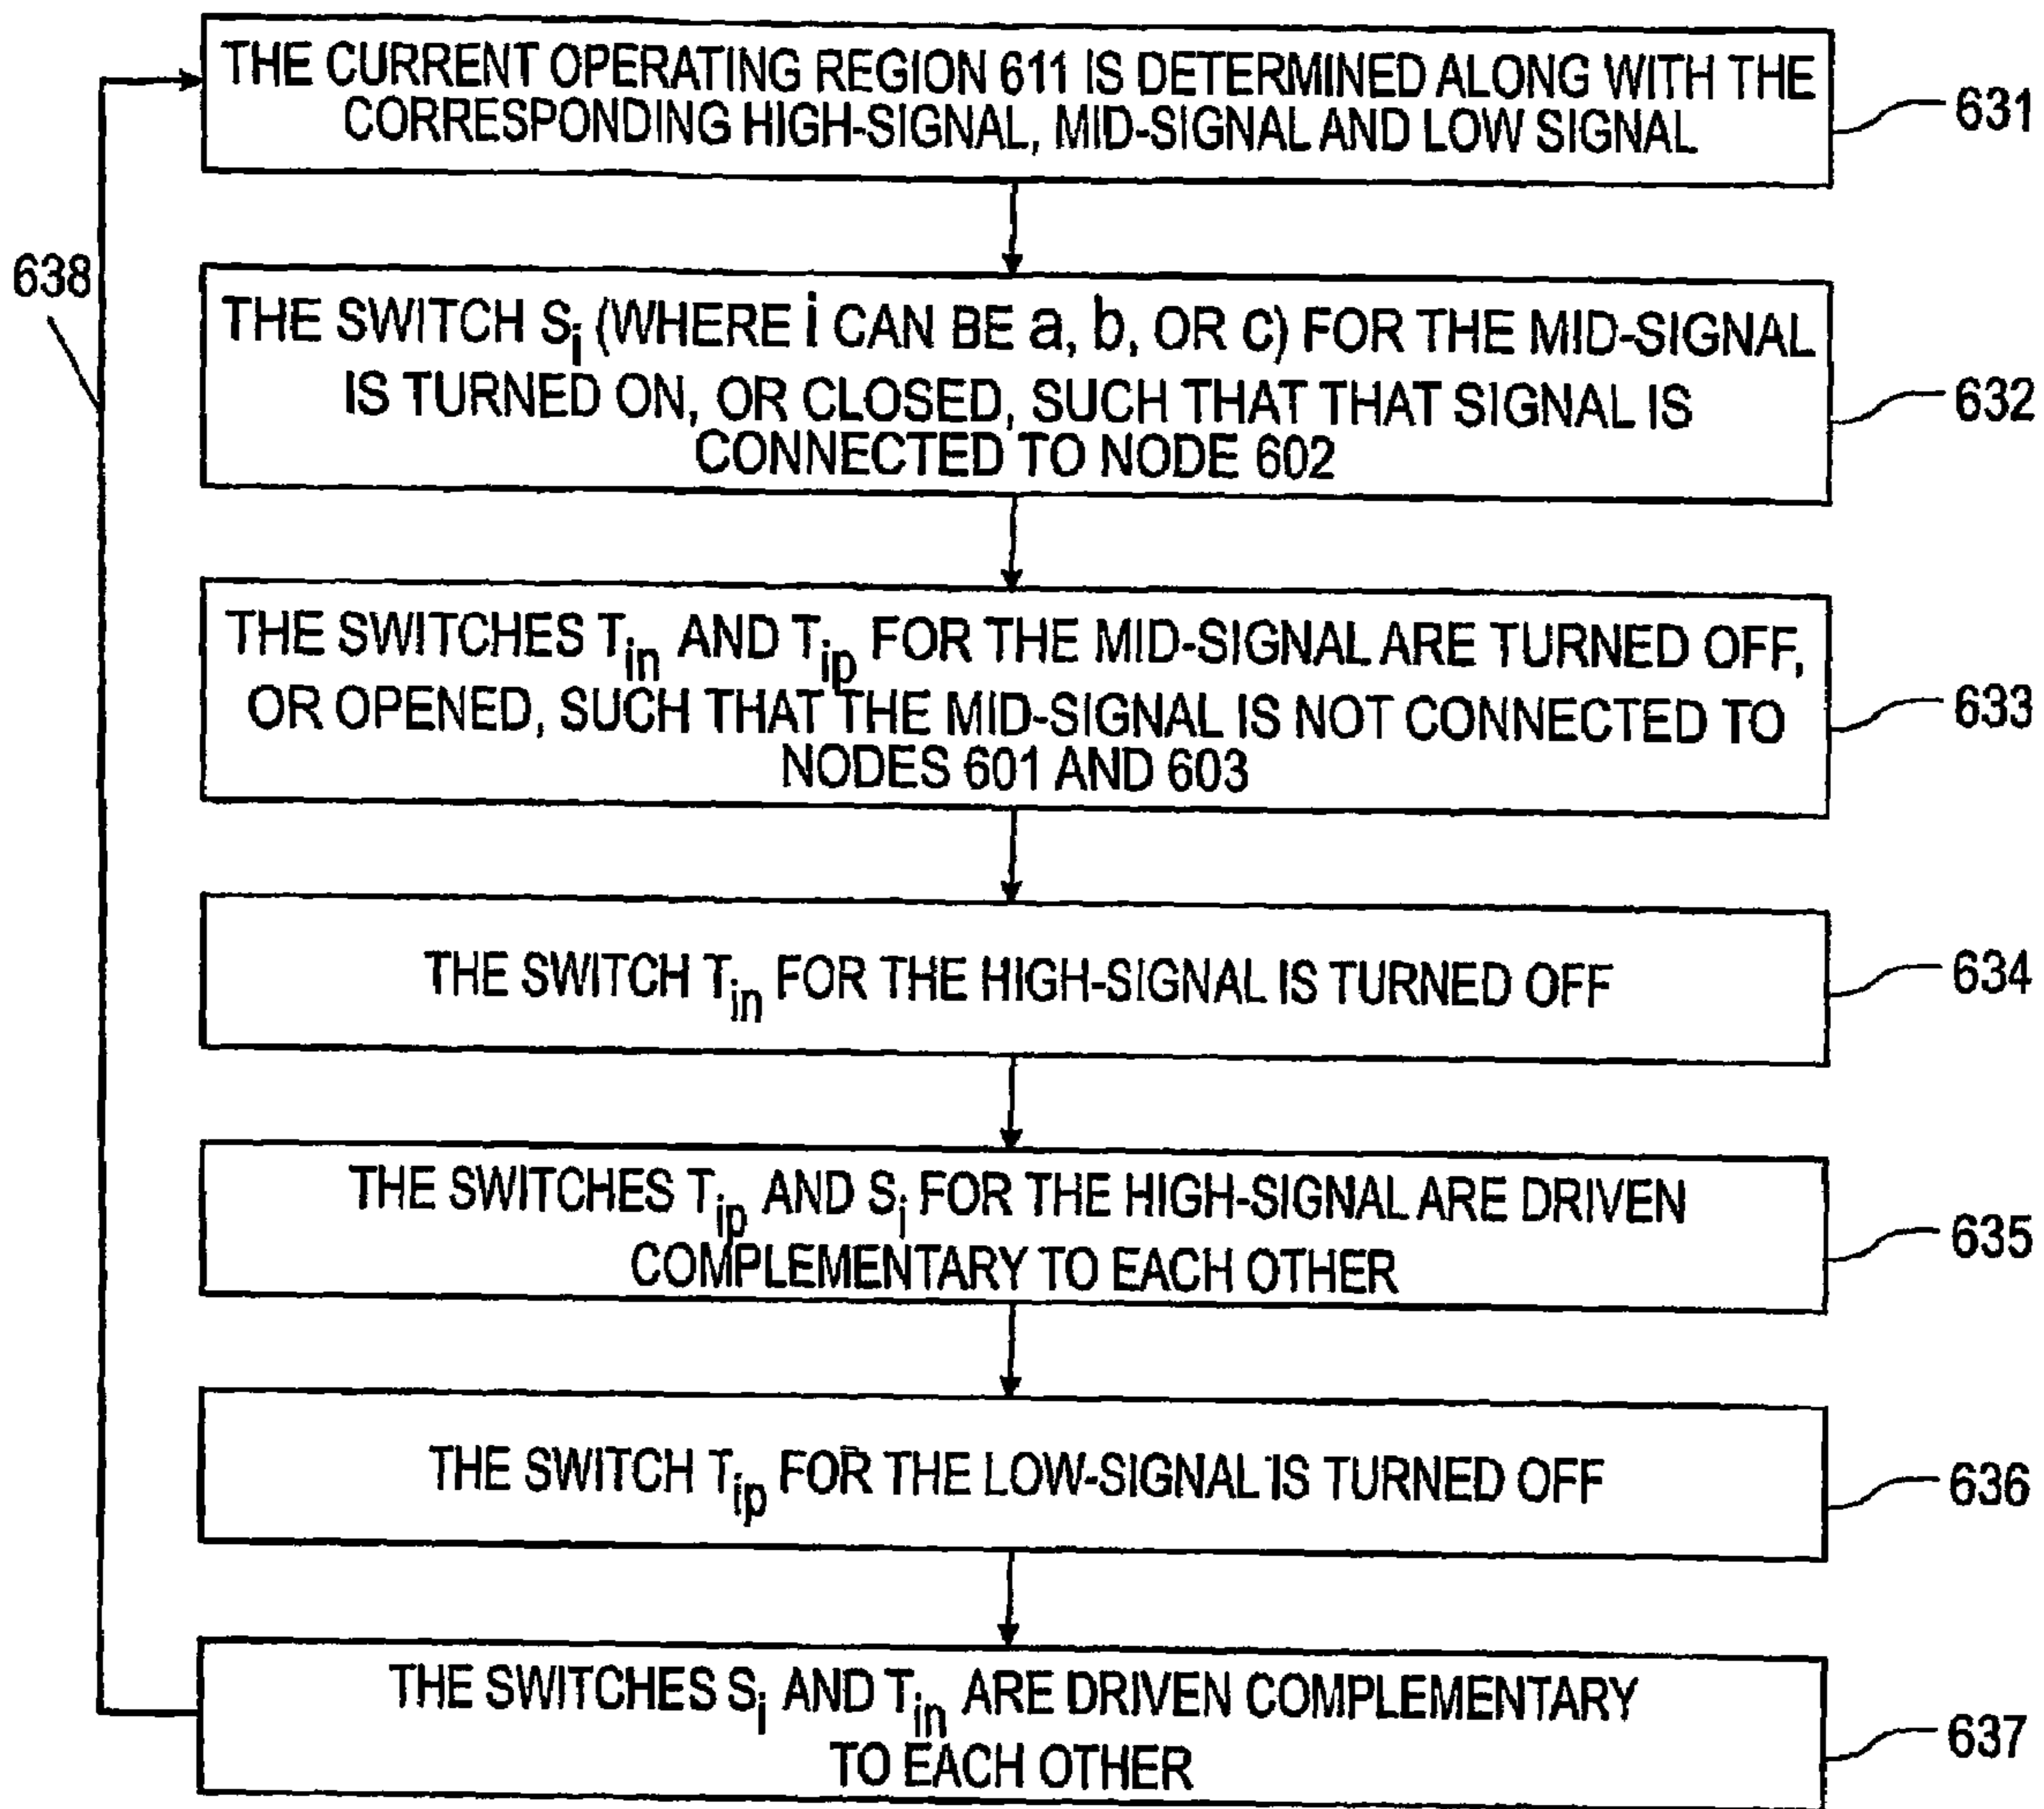 THE CURRENT OPERATING REGION 611 IS DETERMINED ALONG WITH THE
CORRESPONDING HIGH-SIGNAL, MID-SIGNAL AND LOW SIGNAL
631
638
THE SWITCH Si (WHERE i CAN BE a, b, OR c) FOR THE MID-SIGNAL
IS TURNED ON, OR CLOSED, SUCH THAT THAT SIGNAL IS
CONNECTED TO NODE 602
632
THE SWITCHES Tin AND Tip FOR THE MID-SIGNAL ARE TURNED OFF,
OR OPENED, SUCH THAT THE MID-SIGNAL IS NOT CONNECTED TO
NODES 601 AND 603
633
THE SWITCH Tin FOR THE HIGH-SIGNAL IS TURNED OFF
634
THE SWITCHES Tip AND Si FOR THE HIGH-SIGNAL ARE DRIVEN
COMPLEMENTARY TO EACH OTHER
635
THE SWITCH Tip FOR THE LOW-SIGNAL IS TURNED OFF
636
THE SWITCHES Si AND Tin ARE DRIVEN COMPLEMENTARY
TO EACH OTHER
637